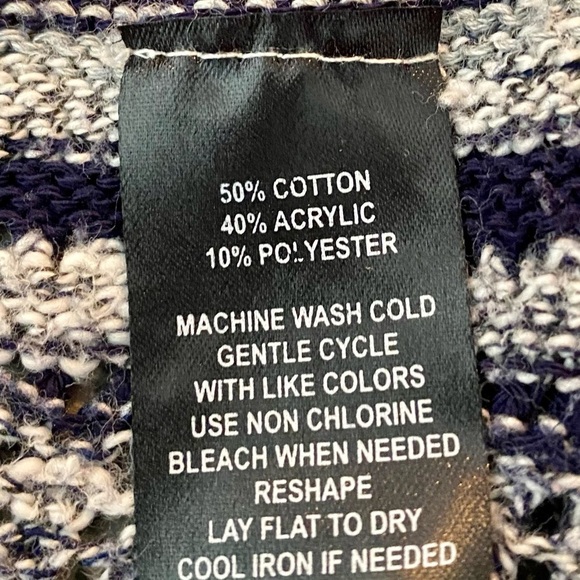 50% COTTON
40% ACRYLIC
10% POLYESTER
MACHINE WASH COLD
GENTLE CYCLE
WITH LIKE COLORS
USE NON CHLORINE
BLEACH WHEN NEEDED
RESHAPE
LAY FLAT TO DRY
COOL IRON IF NEEDED